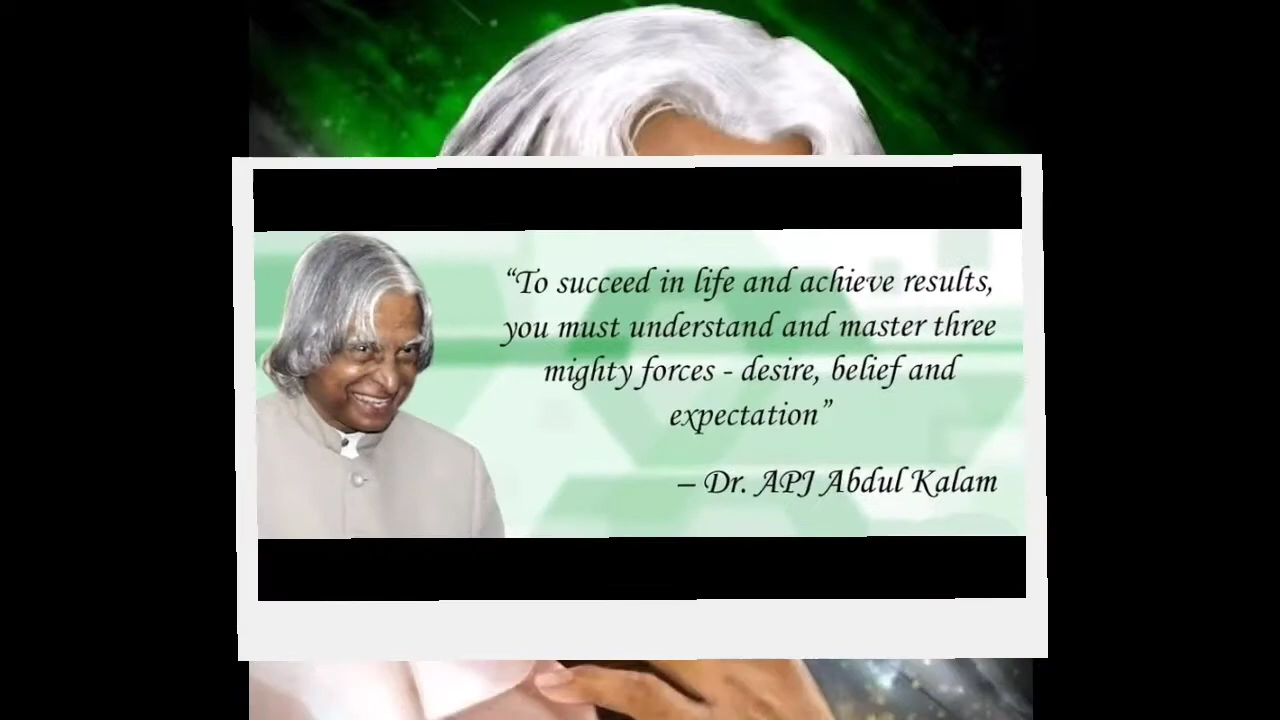 “To succeed in life and achieve results,
you must understand and master three
mighty forces - desire, belief and
expectation”
– Dr. APJ Abdul Kalam